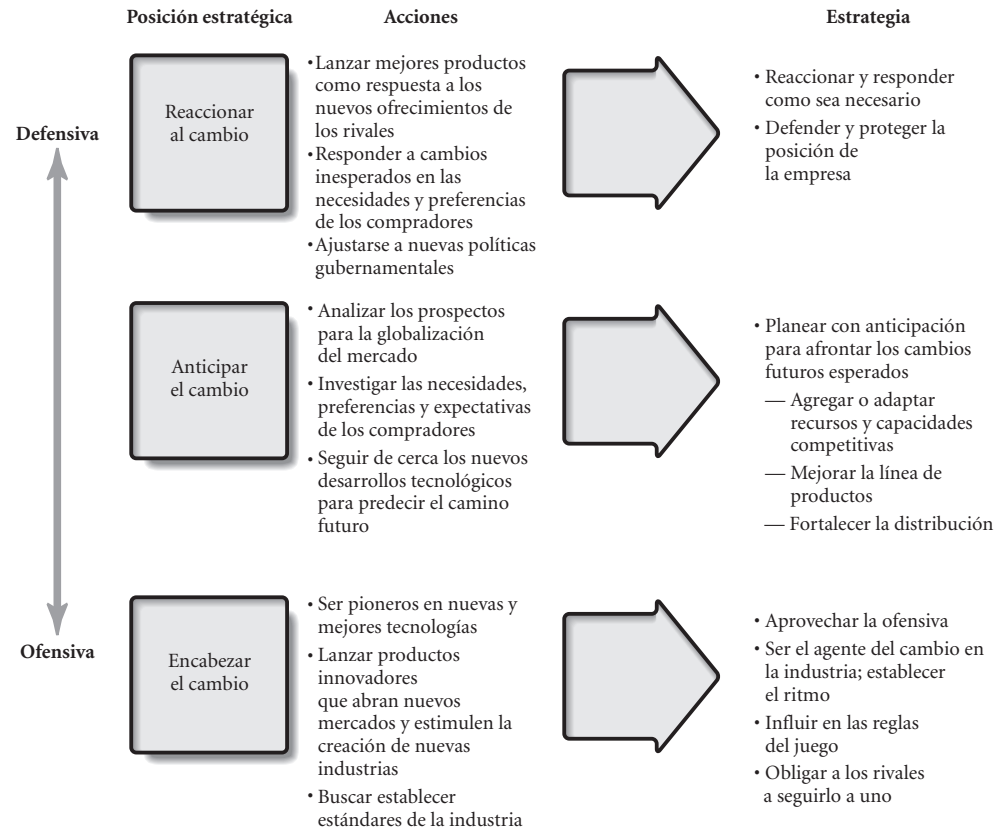 Posición estratégica
Acciones
Estrategia
Defensiva
Reaccionar
al cambio
•Lanzar mejores productos
como respuesta a los
nuevos ofrecimientos de
los rivales
•Responder a cambios
inesperados en las
necesidades y preferencias
de los compradores
•Ajustarse a nuevas políticas
gubernamentales
• Reaccionar y responder
como sea necesario
• Defender y proteger la
posición de
la empresa
Anticipar
el cambio
• Analizar los prospectos
para la globalización
del mercado
• Investigar las necesidades,
preferencias y expectativas
de los compradores
• Seguir de cerca los nuevos
desarrollos tecnológicos
para predecir el camino
futuro
• Planear con anticipación
para afrontar los cambios
futuros esperados
— Agregar o adaptar
recursos y capacidades
competitivas
— Mejorar la línea de
productos
— Fortalecer la distribución
Ofensiva
Encabezar
el cambio
• Ser pioneros en nuevas y
mejores tecnologías
• Lanzar productos
innovadores
que abran nuevos
mercados y estimulen la
creación de nuevas
industrias
• Buscar establecer
estándares de la industria
• Aprovechar la ofensiva
• Ser el agente del cambio en
la industria; establecer
el ritmo
• Influir en las reglas
del juego
• Obligar a los rivales
a seguirlo a uno